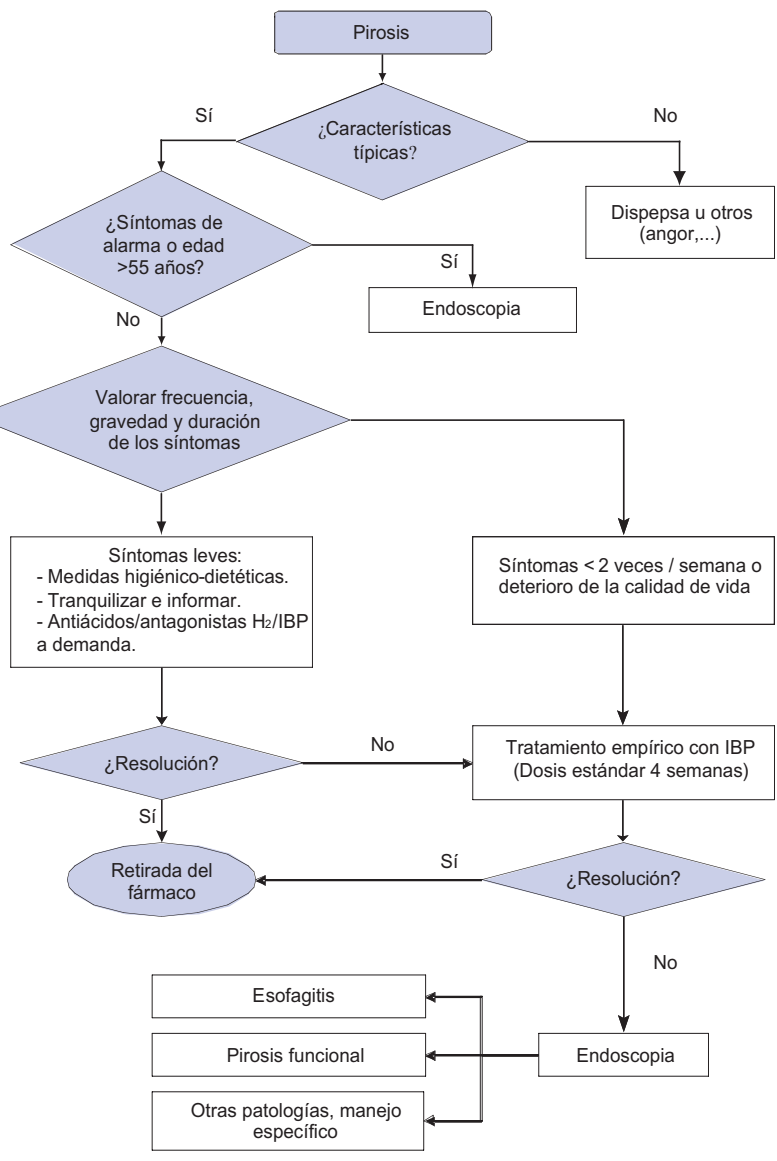 Pirosis
Sí
¿Características
típicas?
No
¿Síntomas de
alarma o edad
>55 años?
Dispepsa u otros
(angor,...)
Sí
Endoscopia
No
Valorar frecuencia,
gravedad y duración
de los síntomas
Síntomas leves:
- Medidas higiénico-dietéticas.
- Tranquilizar e informar.
- Antiácidos/antagonistas H₂/IBP
a demanda.
Síntomas < 2 veces / semana o
deterioro de la calidad de vida
¿Resolución?
No
Tratamiento empírico con IBP
(Dosis estándar 4 semanas)
Sí
Retirada del
fármaco
Sí
¿Resolución?
No
Esofagitis
Pirosis funcional
Endoscopia
Otras patologías, manejo
específico